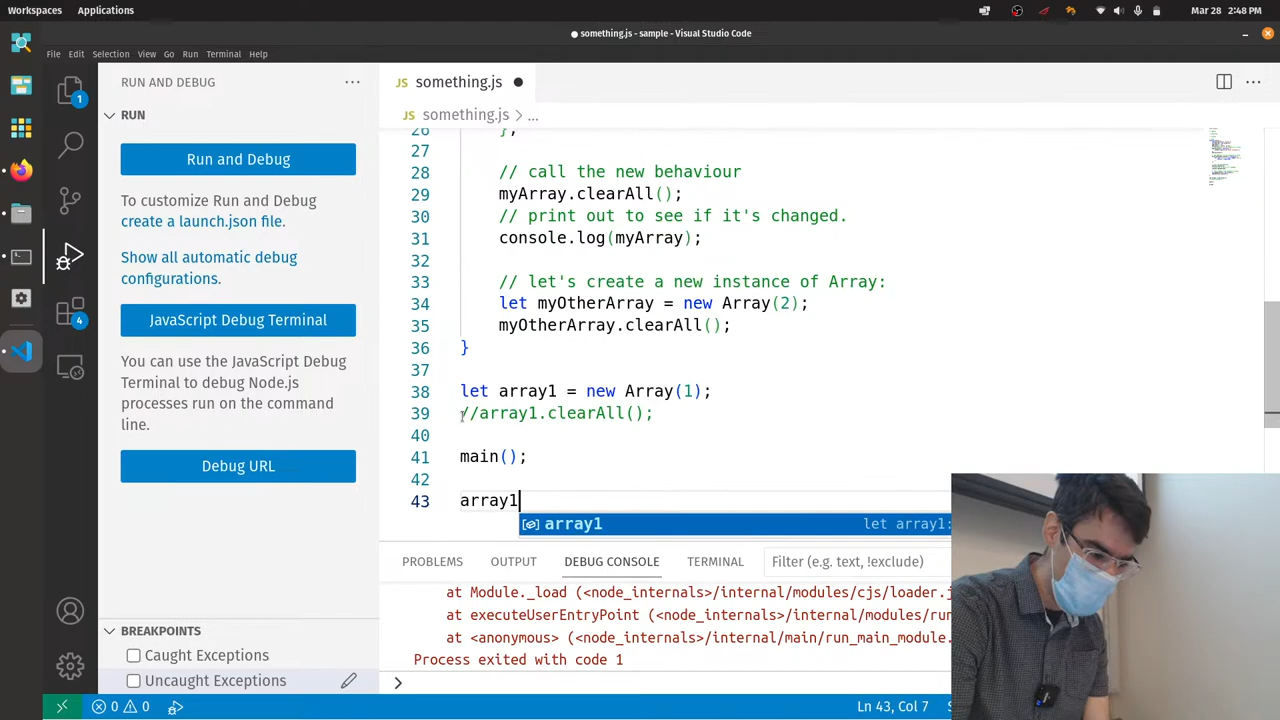 Workspaces Applications Mar 28 2:48 PM
something.js - sample - Visual Studio Code
File Edit Selection View Go Run Terminal Help
RUN AND DEBUG
RUN
Run and Debug
To customize Run and Debug
create a launch.json file.
Show all automatic debug
configurations.
JavaScript Debug Terminal
You can use the JavaScript Debug
Terminal to debug Node.js
processes run on the command
line.
Debug URL
BREAKPOINTS
Caught Exceptions
Uncaught Exceptions
1
4
JS something.js
JS something.js > ...
26 };
27
28 // call the new behaviour
29 myArray.clearAll();
30 // print out to see if it's changed.
31 console.log(myArray);
32
33 // let's create a new instance of Array:
34 let myOtherArray = new Array(2);
35 myOtherArray.clearAll();
36 }
37
38 let array1 = new Array(1);
39 //array1.clearAll();
40
41 main();
42
43 array1
array1 let array1:
PROBLEMS OUTPUT DEBUG CONSOLE TERMINAL Filter (e.g. text, !exclude)
at Module._load (<node_internals>/internal/modules/cjs/loader.j
at executeUserEntryPoint (<node_internals>/internal/modules/run
at <anonymous> (<node_internals>/internal/main/run_main_module.
Process exited with code 1
0 0 Ln 43, Col 7